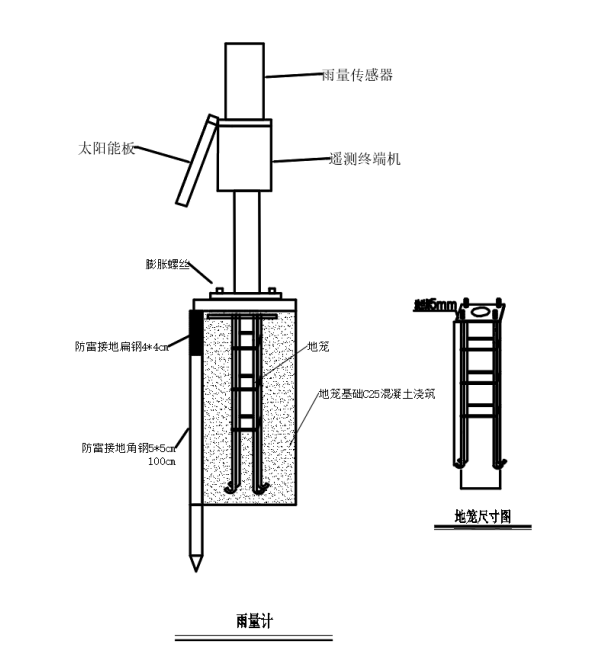 雨量传感器
太阳能板
遥测终端机
膨胀螺丝
5mm
防雷接地扁钢4*4cm
地笼
地笼基础C25混凝土浇筑
防雷接地角钢5*5cm
100cm
地笼尺寸图
雨量计